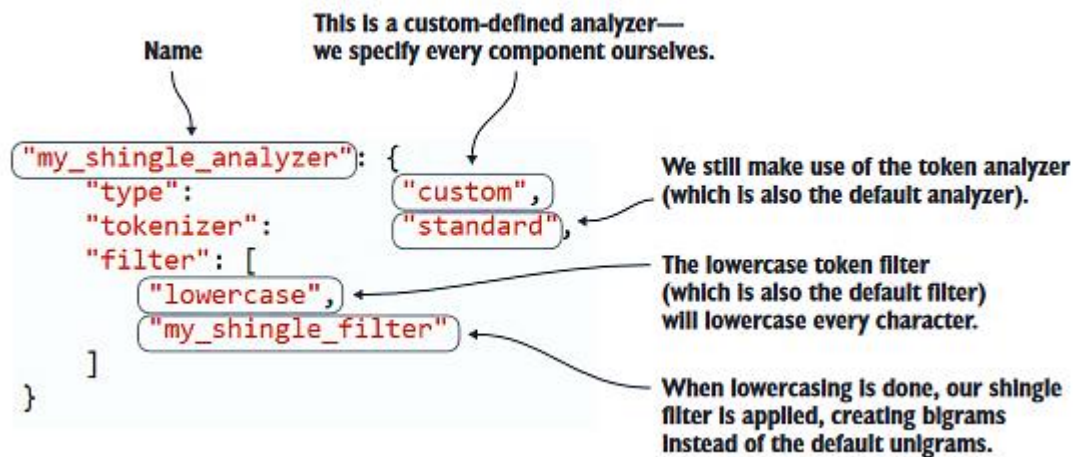 This is a custom-defined analyzer—
we specify every component ourselves.
Name
"my_shingle_analyzer": {
"type": "custom",
"tokenizer": "standard",
"filter": [
"lowercase",
"my_shingle_filter"
]
}
We still make use of the token analyzer
(which is also the default analyzer).
The lowercase token filter
(which is also the default filter)
will lowercase every character.
When lowercasing is done, our shingle
filter is applied, creating bigrams
instead of the default unigrams.